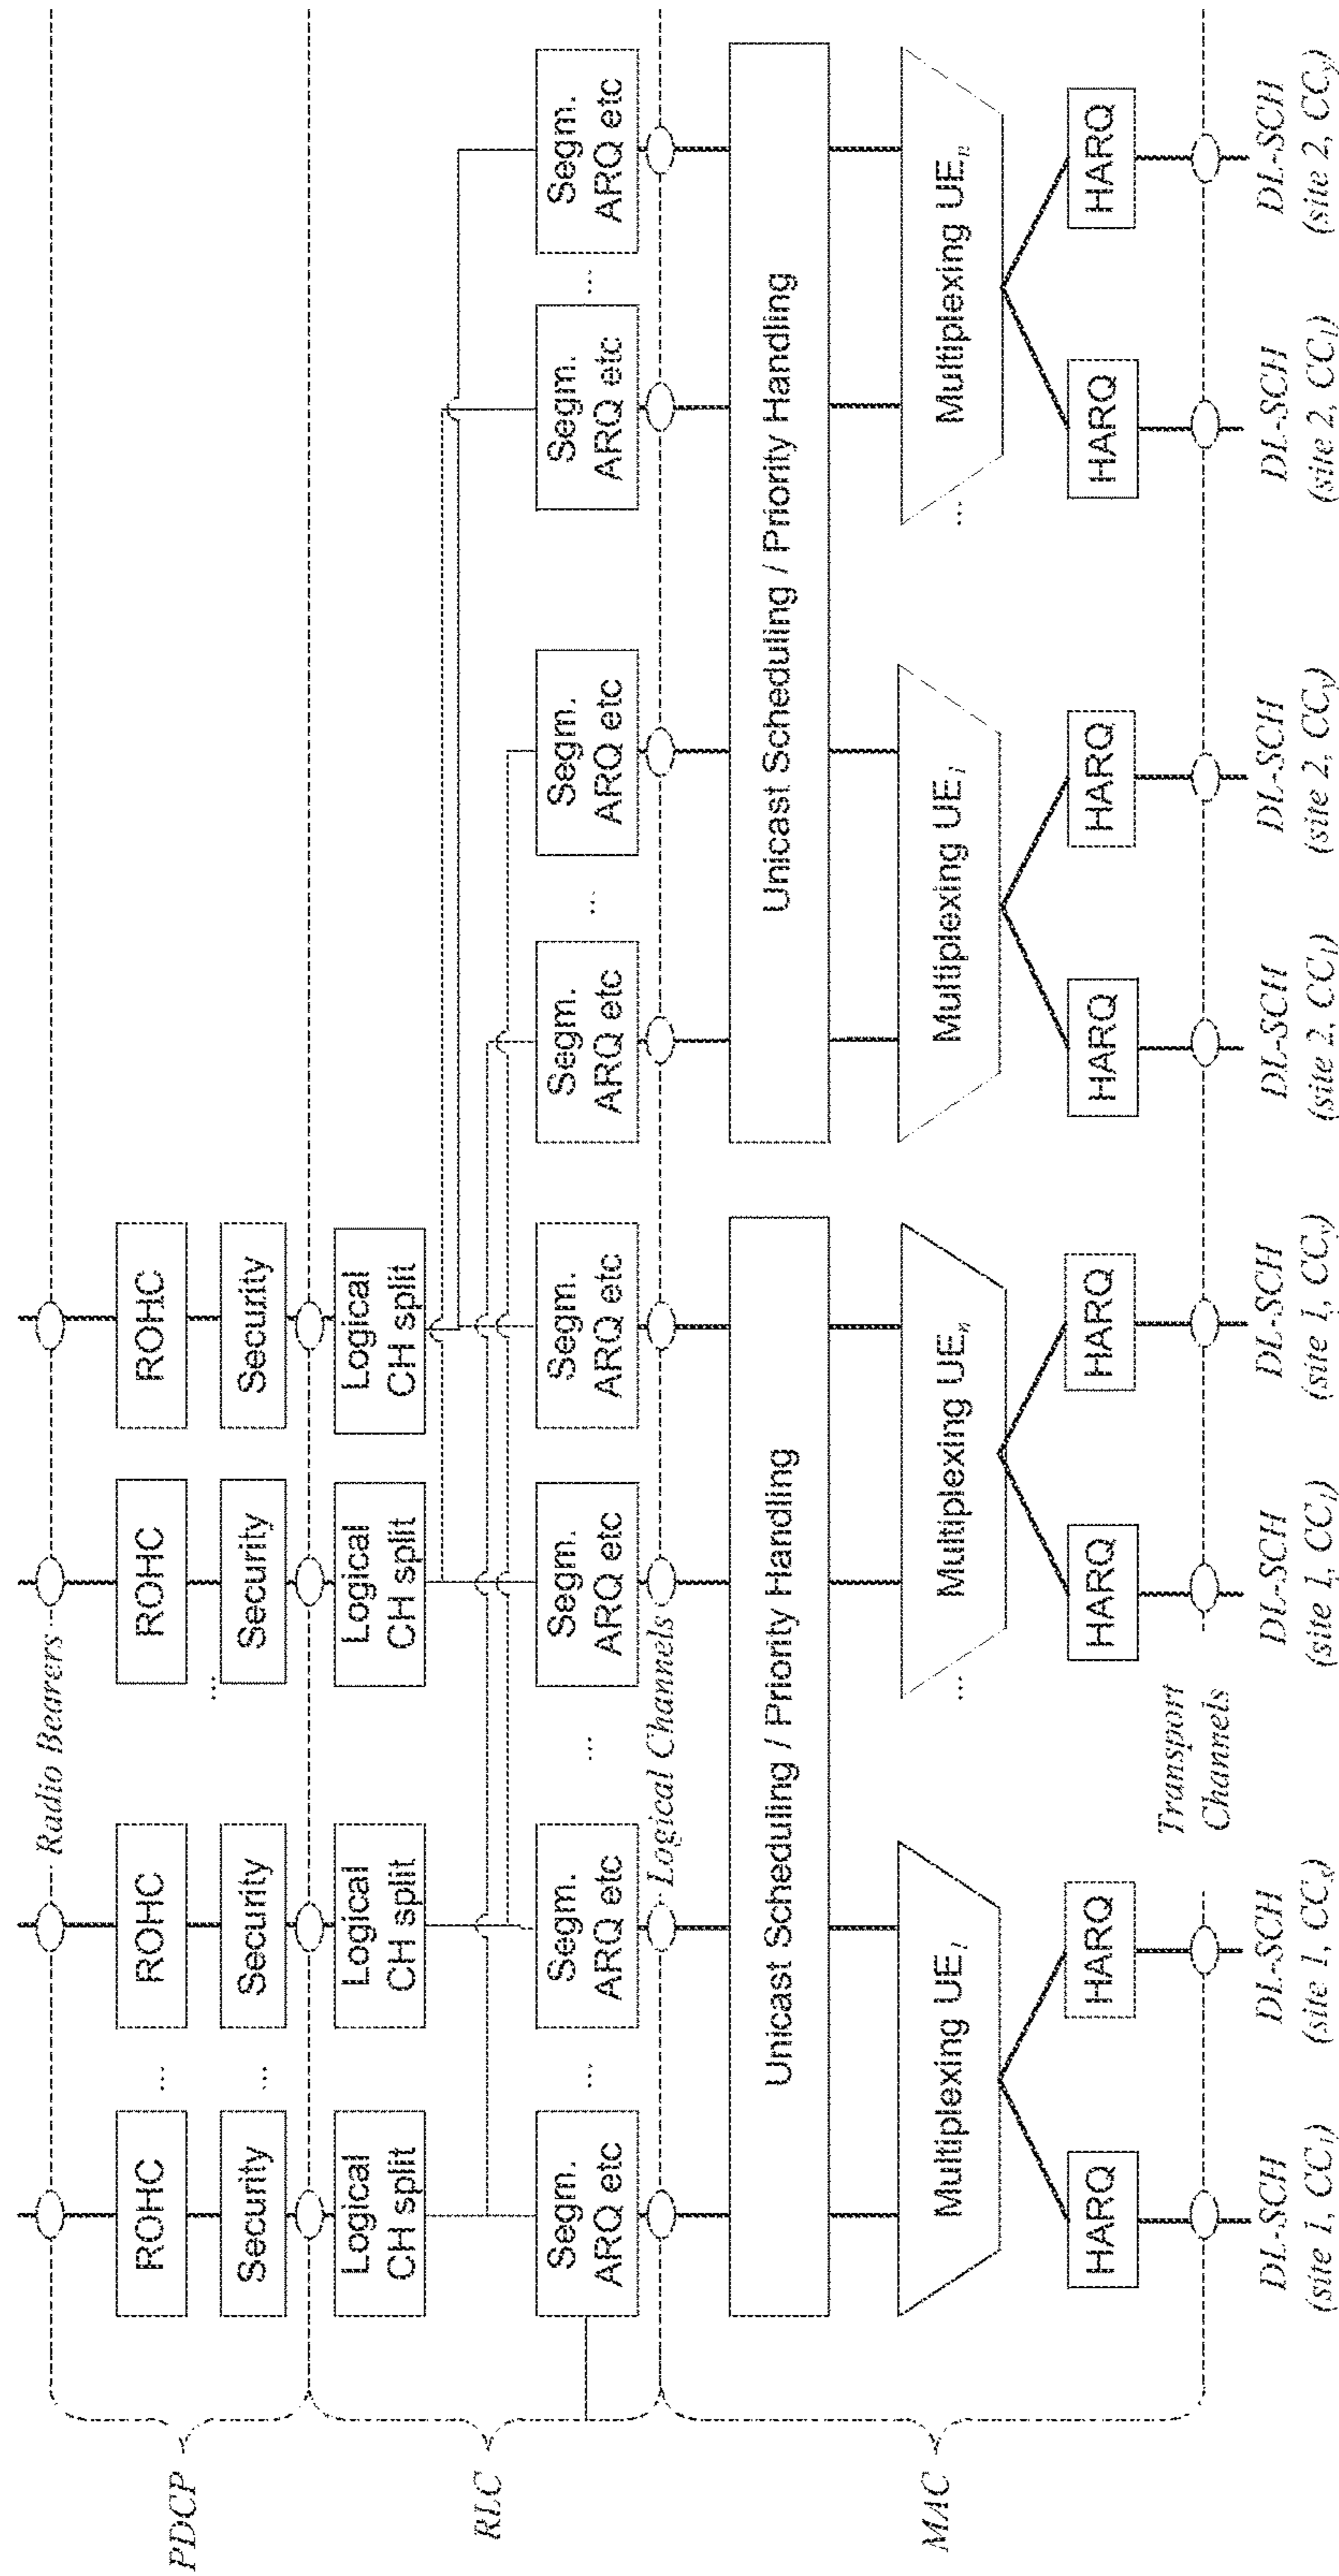 Radio Bearers
PDCP
ROHC
...
ROHC
ROHC
ROHC
Security
...
Security
...
Security
Security
RLC
Logical
CH split
Logical
CH split
Logical
CH split
Logical
CH split
Segm.
ARQ etc
...
Segm.
ARQ etc
...
Segm.
ARQ etc
Segm.
ARQ etc
Segm.
ARQ etc
...
Segm.
ARQ etc
Segm.
ARQ etc
...
Segm.
ARQ etc
Logical Channels
MAC
Unicast Scheduling / Priority Handling
Unicast Scheduling / Priority Handling
Multiplexing UE1
...
Multiplexing UEn
Multiplexing UE1
...
Multiplexing UEn
HARQ
HARQ
HARQ
HARQ
HARQ
HARQ
HARQ
HARQ
Transport
Channels
DL-SCH
(site 1, CC1)
DL-SCH
(site 1, CCx)
DL-SCH
(site 1, CC1)
DL-SCH
(site 1, CCy)
DL-SCH
(site 2, CC1)
DL-SCH
(site 2, CCy)
DL-SCH
(site 2, CC1)
DL-SCH
(site 2, CCy)